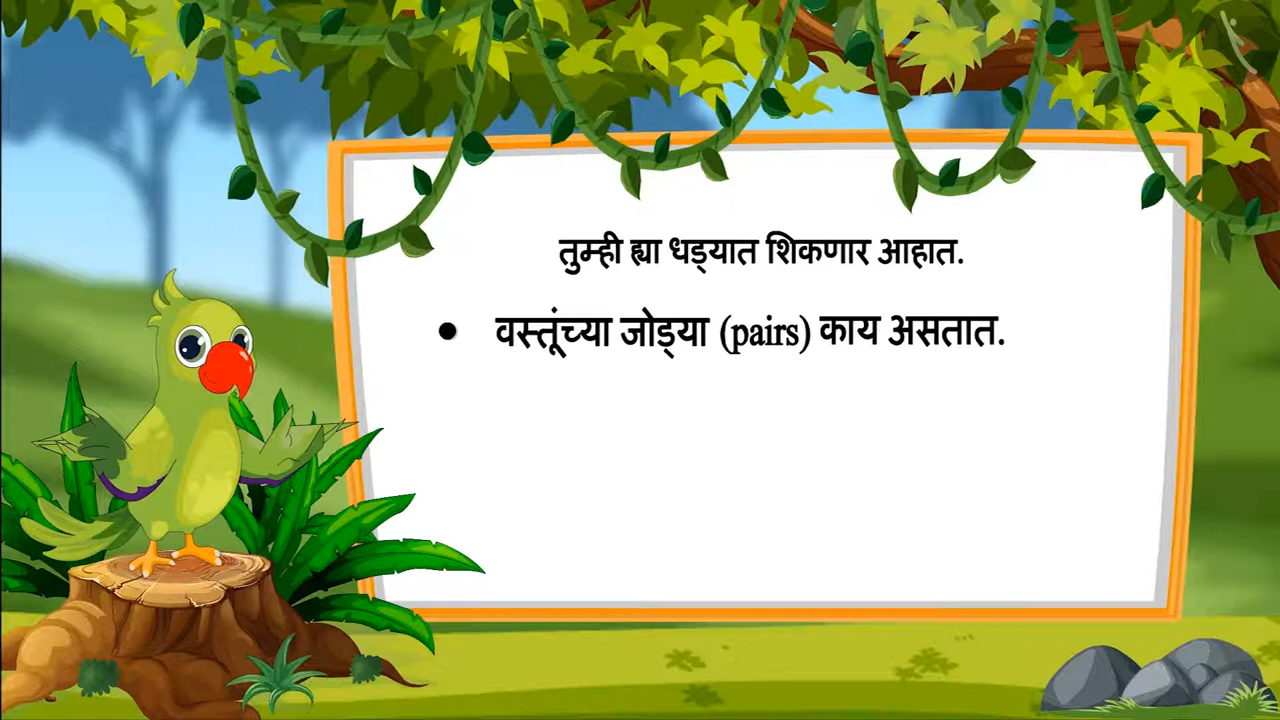 तुम्ही ह्या धड्यात शिकणार आहात.
• वस्तूंच्या जोड्या (pairs) काय असतात.